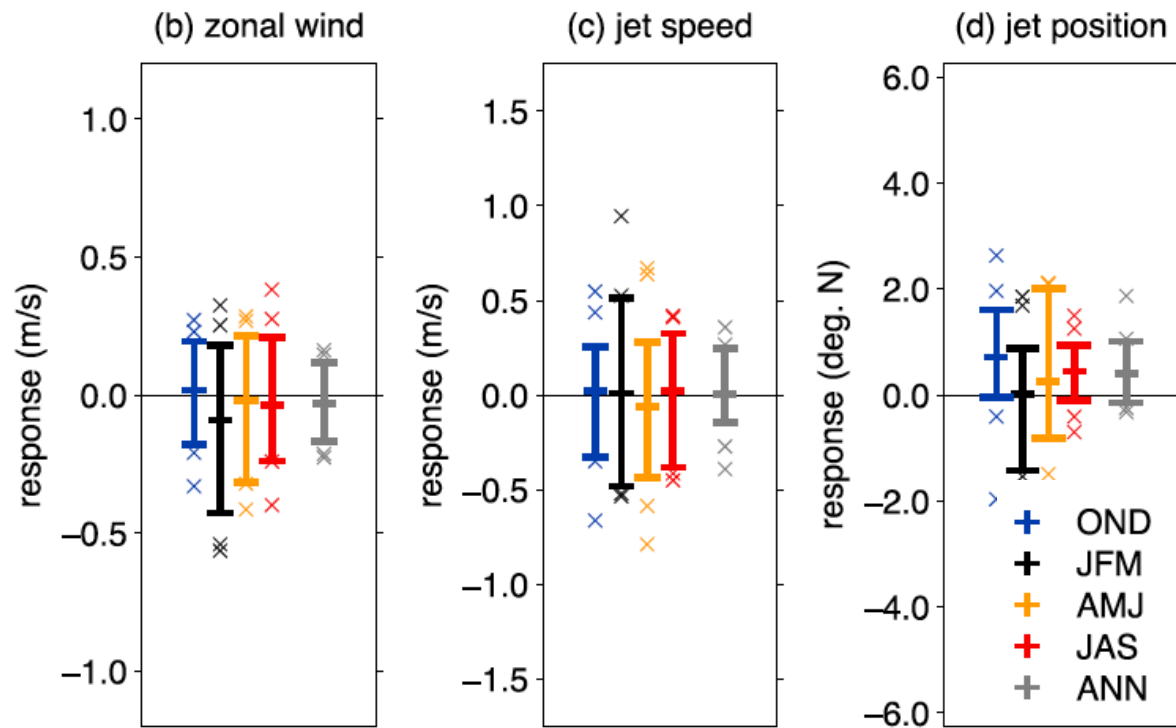 (b) zonal wind
response (m/s)
1.0
0.5
0.0
−0.5
−1.0
(c) jet speed
response (m/s)
1.5
1.0
0.5
0.0
−0.5
−1.0
−1.5
(d) jet position
response (deg. N)
6.0
4.0
2.0
0.0
−2.0
−4.0
−6.0
OND
JFM
AMJ
JAS
ANN